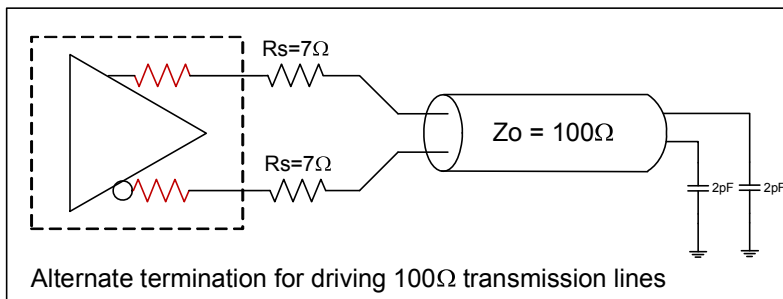 Rs=7Ω
Zo = 100Ω
Rs=7Ω
2pF
2pF
Alternate termination for driving 100Ω transmission lines